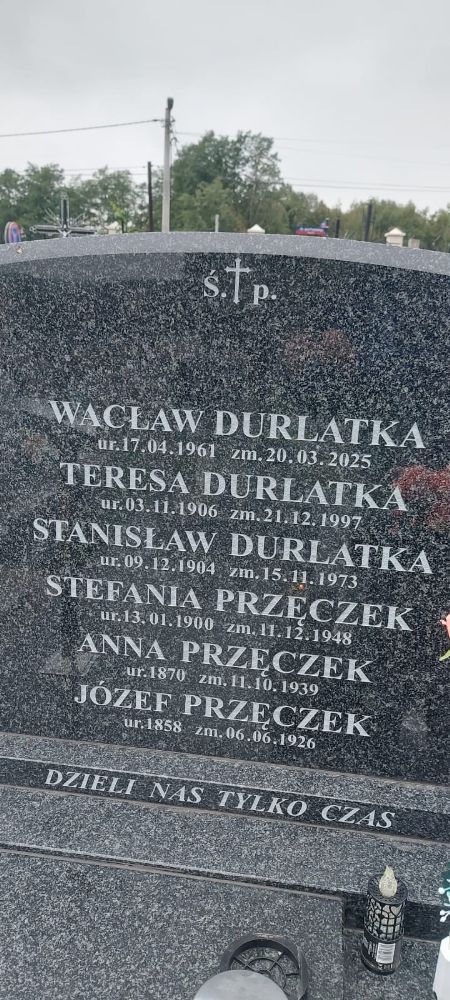 Ś.†p.
WACŁAW DURLATKA
ur.17.04.1961 zm.20.03.2025
TERESA DURLATKA
ur.03.11.1906 zm.21.12.1997
STANISŁAW DURLATKA
ur.09.12.1904 zm.15.11.1973
STEFANIA PRZĘCZEK
ur.13.01.1900 zm.11.12.1948
ANNA PRZĘCZEK
ur.1870 zm.11.10.1939
JÓZEF PRZĘCZEK
ur.1858 zm.06.06.1926
DZIELI NAS TYLKO CZAS